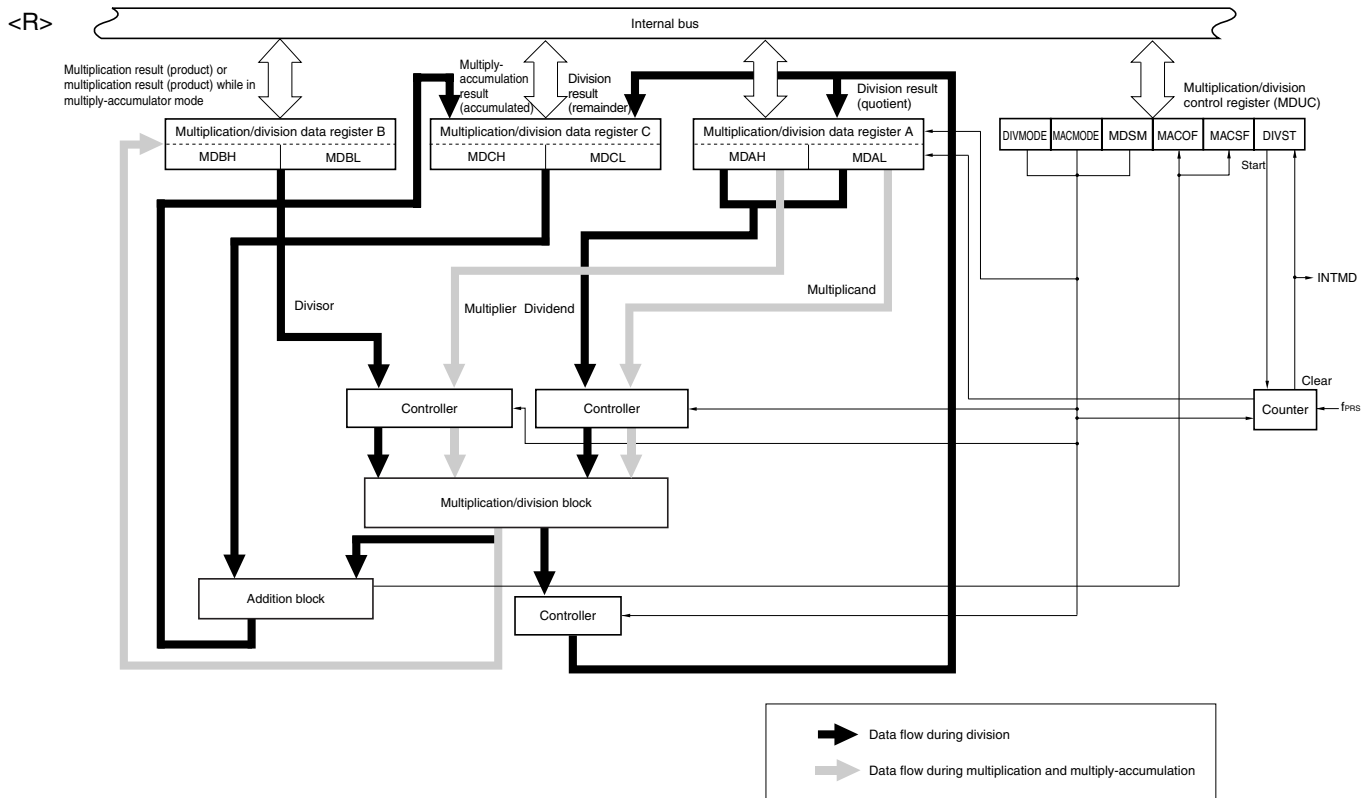 <R>
Internal bus
Multiplication result (product) or
multiplication result (product) while in
multiply-accumulator mode
Multiply-
accumulation
result
(accumulated)
Division
result
(remainder)
Division result
(quotient)
Multiplication/division
control register (MDUC)
Multiplication/division data register B
MDBH MDBL
Multiplication/division data register C
MDCH MDCL
Multiplication/division data register A
MDAH MDAL
DIVMODE MACMODE MDSM MACOF MACSF DIVST
Start
INTMD
Divisor
Multiplier Dividend
Multiplicand
Clear
Controller
Controller
Counter
fPRS
Multiplication/division block
Addition block
Controller
Data flow during division
Data flow during multiplication and multiply-accumulation